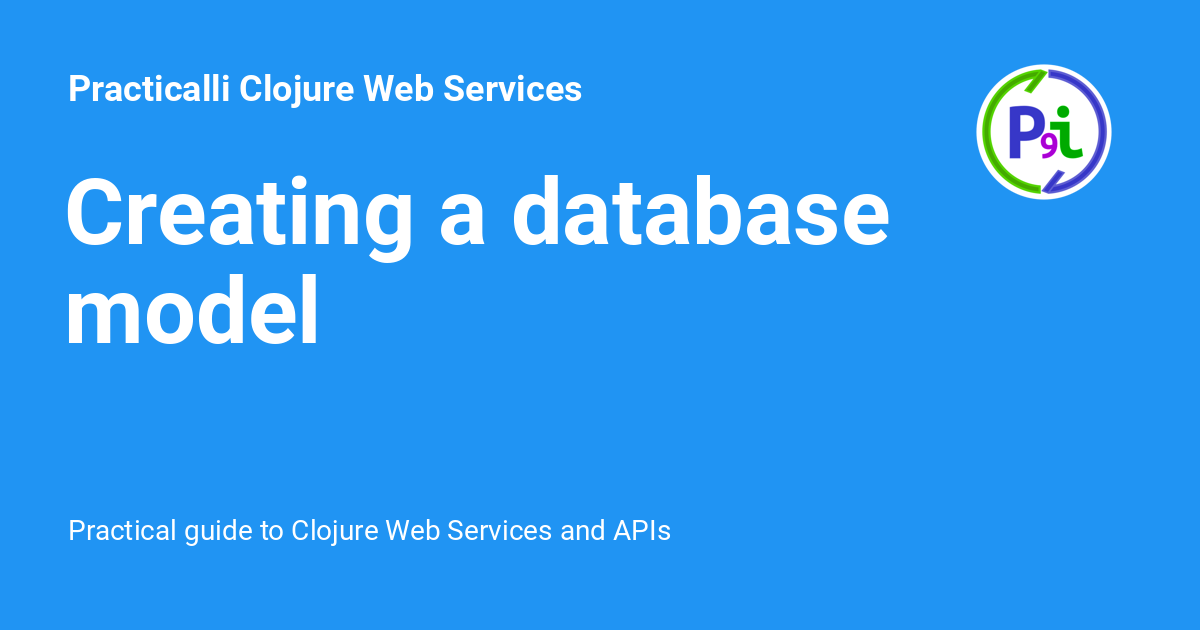 Practicalli Clojure Web Services
P9i
Creating a database
model
Practical guide to Clojure Web Services and APIs